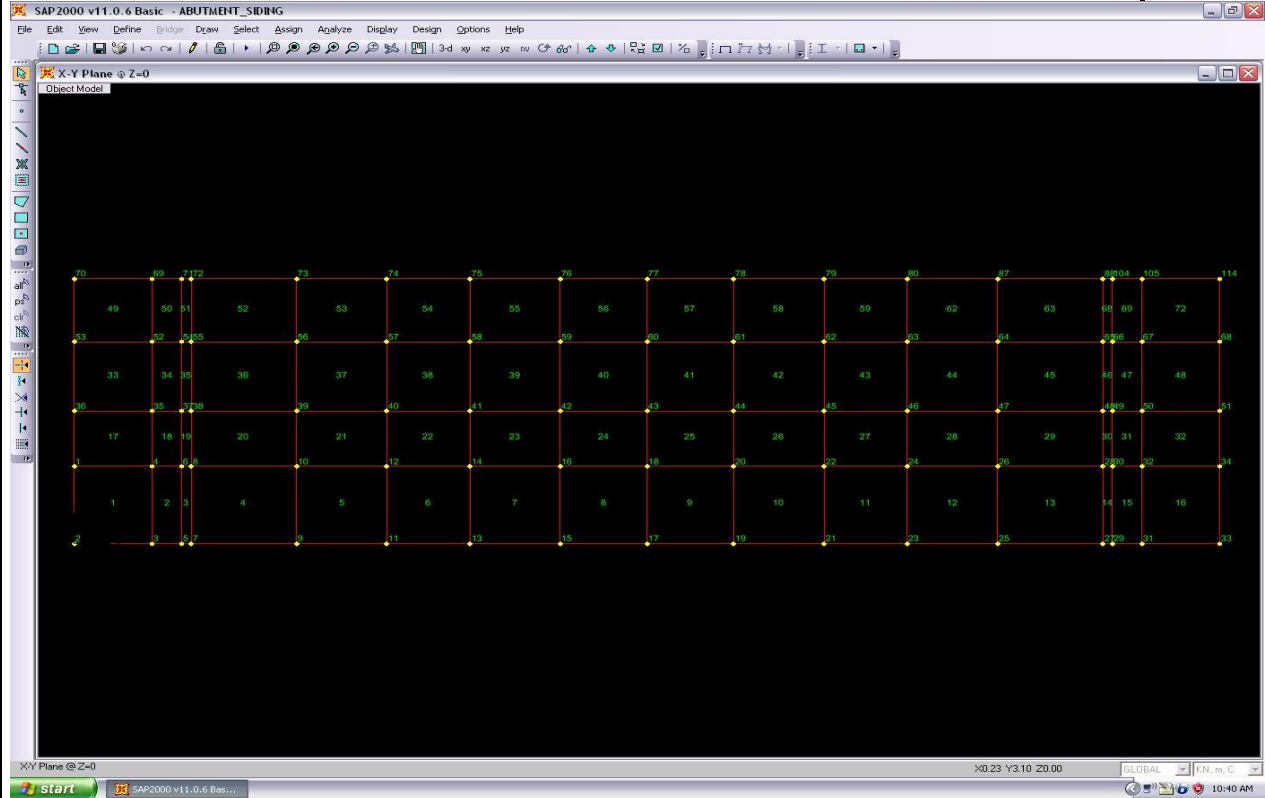 SAP2000 v11.0.6 Basic - ABUTMENT_SIDING
File Edit View Define Bridge Draw Select Assign Analyze Display Design Options Help
3-d xy xz yz nv
X-Y Plane @ Z=0
Object Model
all
ps
clr
70 69 71 72 73 74 75 76 77 78 79 80 87 88 104 105 114
49 50 51 52 53 54 55 56 57 58 59 62 63 68 69 72
53 52 54 55 56 57 58 59 60 61 62 63 64 65 66 67 68
33 34 35 36 37 38 39 40 41 42 43 44 45 46 47 48
36 35 37 38 39 40 41 42 43 44 45 46 47 48 49 50 51
17 18 19 20 21 22 23 24 25 26 27 28 29 30 31 32
1 4 6 8 10 12 14 16 18 20 22 24 26 28 30 32 34
1 2 3 4 5 6 7 8 9 10 11 12 13 14 15 16
2 3 5 7 9 11 13 15 17 19 21 23 25 27 29 31 33
X-Y Plane @ Z=0 X0.23 Y3.10 Z0.00 GLOBAL KN, m, C
start SAP2000 v11.0.6 Bas... 10:40 AM